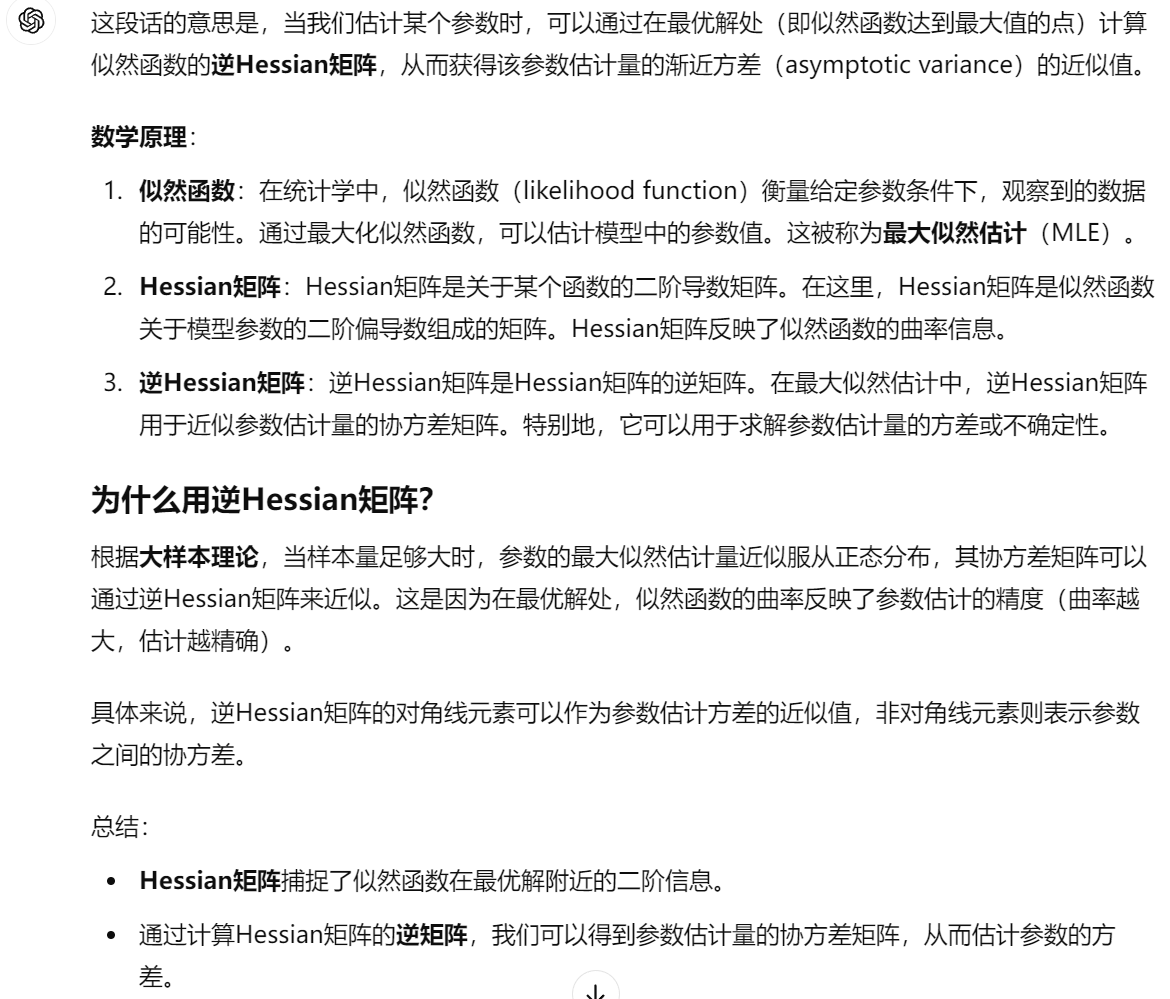 这段话的意思是，当我们估计某个参数时，可以通过在最优解处（即似然函数达到最大值的点）计算
似然函数的逆Hessian矩阵，从而获得该参数估计量的渐近方差（asymptotic variance）的近似值。
数学原理：
1. 似然函数：在统计学中，似然函数（likelihood function）衡量给定参数条件下，观察到的数据
的可能性。通过最大化似然函数，可以估计模型中的参数值。这被称为最大似然估计（MLE）。
2. Hessian矩阵：Hessian矩阵是关于某个函数的二阶导数矩阵。在这里，Hessian矩阵是似然函数
关于模型参数的二阶偏导数组成的矩阵。Hessian矩阵反映了似然函数的曲率信息。
3. 逆Hessian矩阵：逆Hessian矩阵是Hessian矩阵的逆矩阵。在最大似然估计中，逆Hessian矩阵
用于近似参数估计量的协方差矩阵。特别地，它可以用于求解参数估计量的方差或不确定性。
为什么用逆Hessian矩阵？
根据大样本理论，当样本量足够大时，参数的最大似然估计量近似服从正态分布，其协方差矩阵可以
通过逆Hessian矩阵来近似。这是因为在最优解处，似然函数的曲率反映了参数估计的精度（曲率越
大，估计越精确）。
具体来说，逆Hessian矩阵的对角线元素可以作为参数估计方差的近似值，非对角线元素则表示参数
之间的协方差。
总结：
• Hessian矩阵捕捉了似然函数在最优解附近的二阶信息。
• 通过计算Hessian矩阵的逆矩阵，我们可以得到参数估计量的协方差矩阵，从而估计参数的方
差。